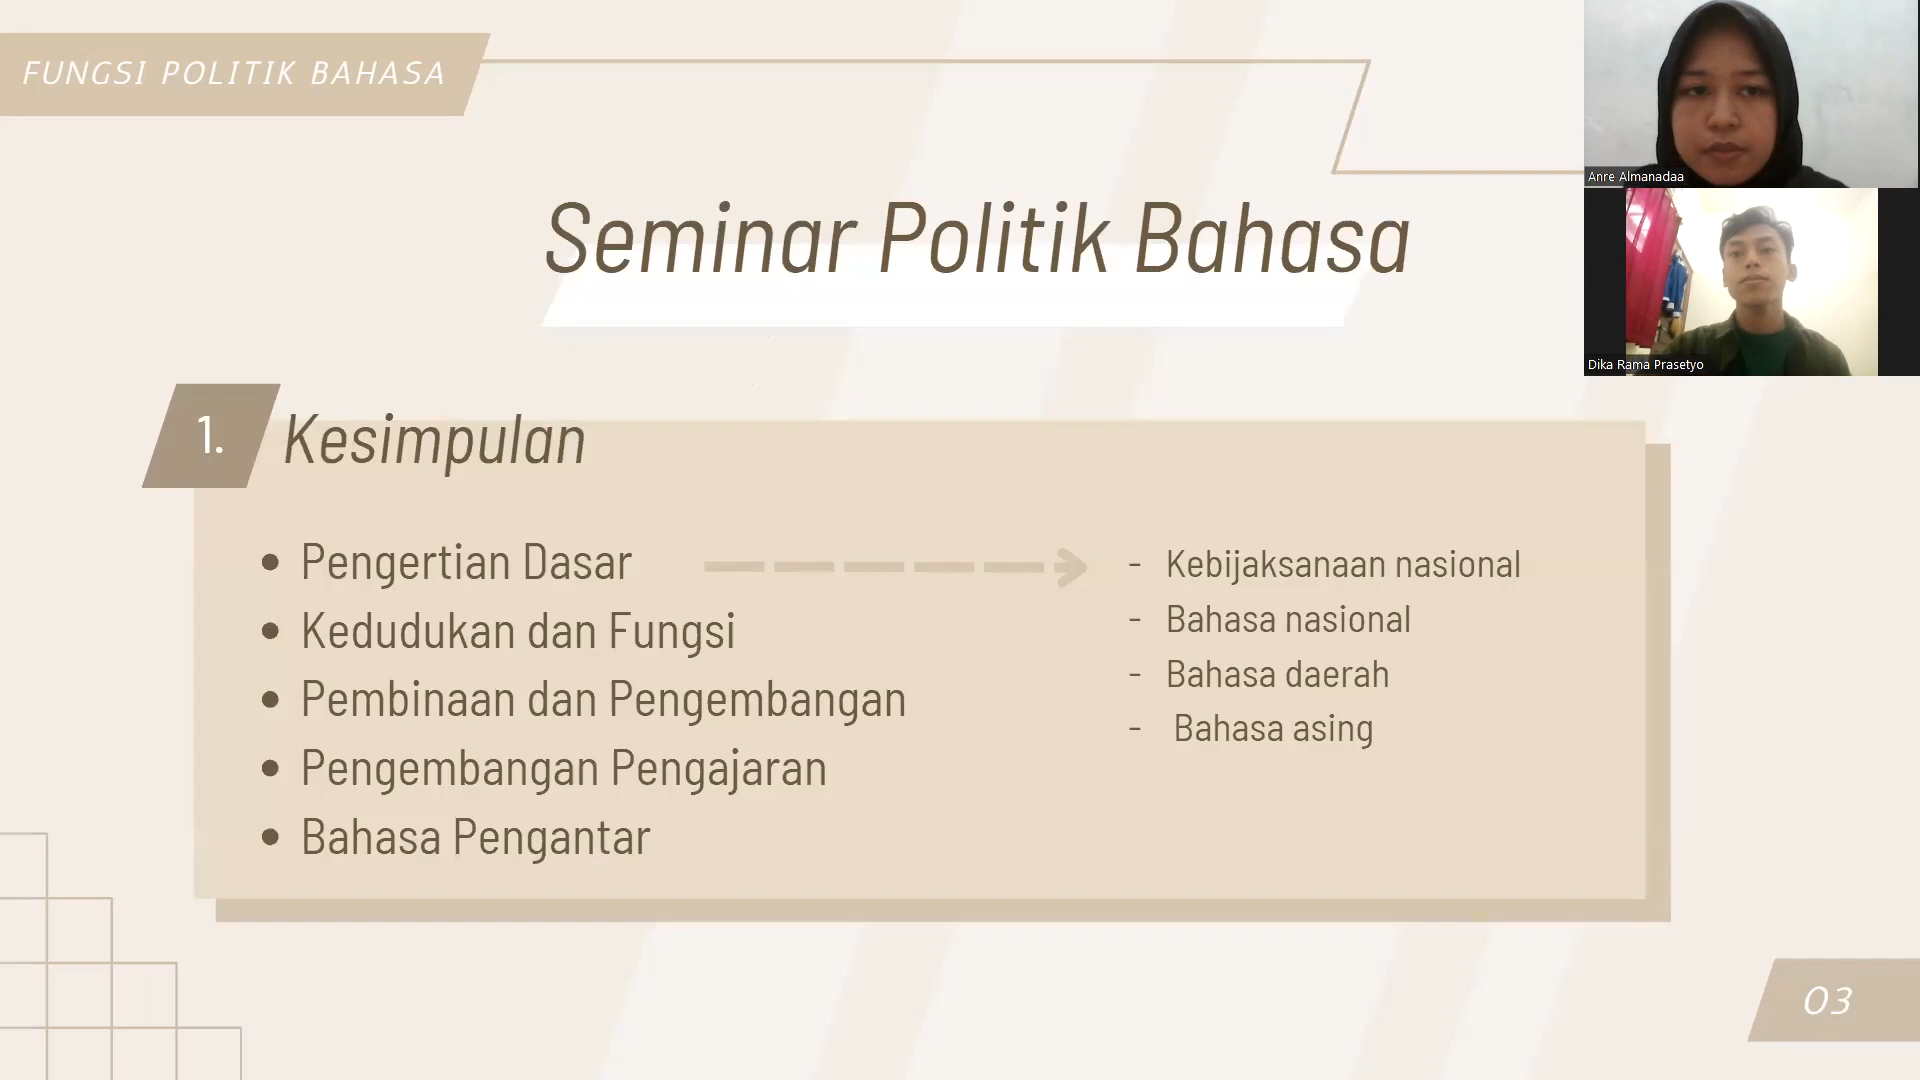 FUNGSI POLITIK BAHASA
Seminar Politik Bahasa
1. Kesimpulan
• Pengertian Dasar
• Kedudukan dan Fungsi
• Pembinaan dan Pengembangan
• Pengembangan Pengajaran
• Bahasa Pengantar
- Kebijaksanaan nasional
- Bahasa nasional
- Bahasa daerah
- Bahasa asing
Anre Almanadaa
Dika Rama Prasetyo
03